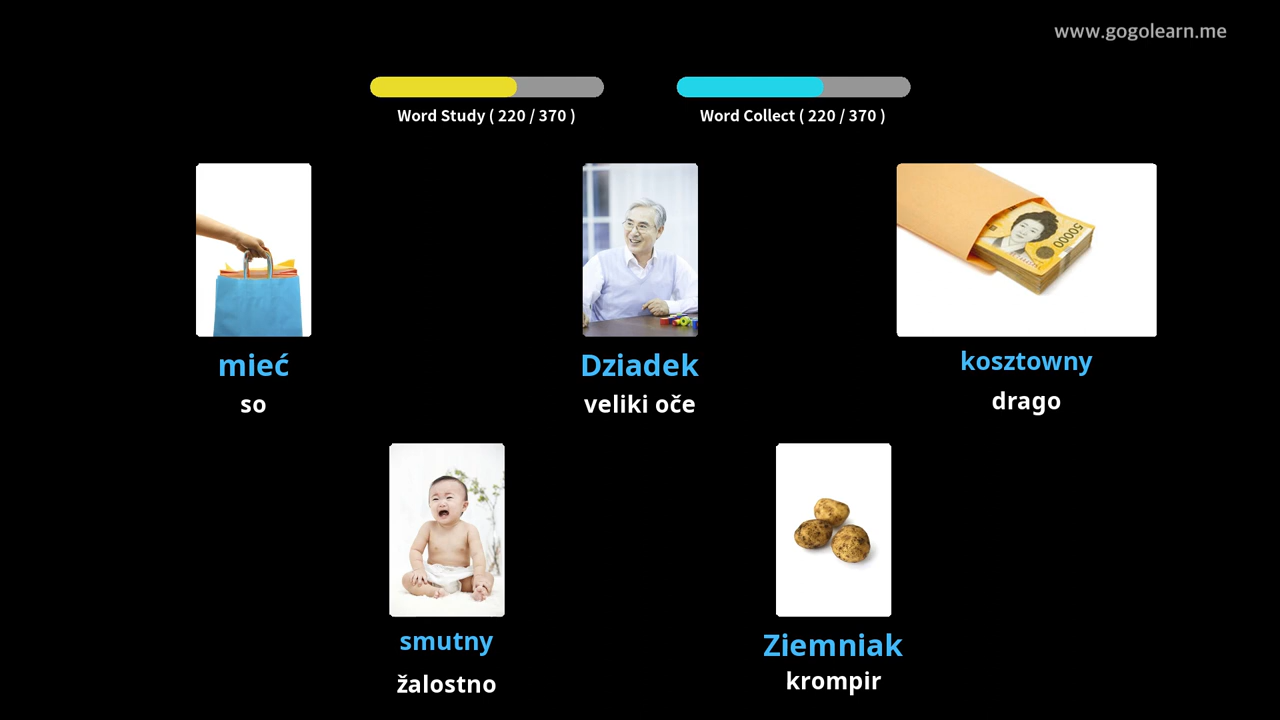 www.gogolearn.me
Word Study ( 220 / 370 )
Word Collect ( 220 / 370 )
50000
mieć
so
Dziadek
veliki oče
kosztowny
drago
smutny
žalostno
Ziemniak
krompir